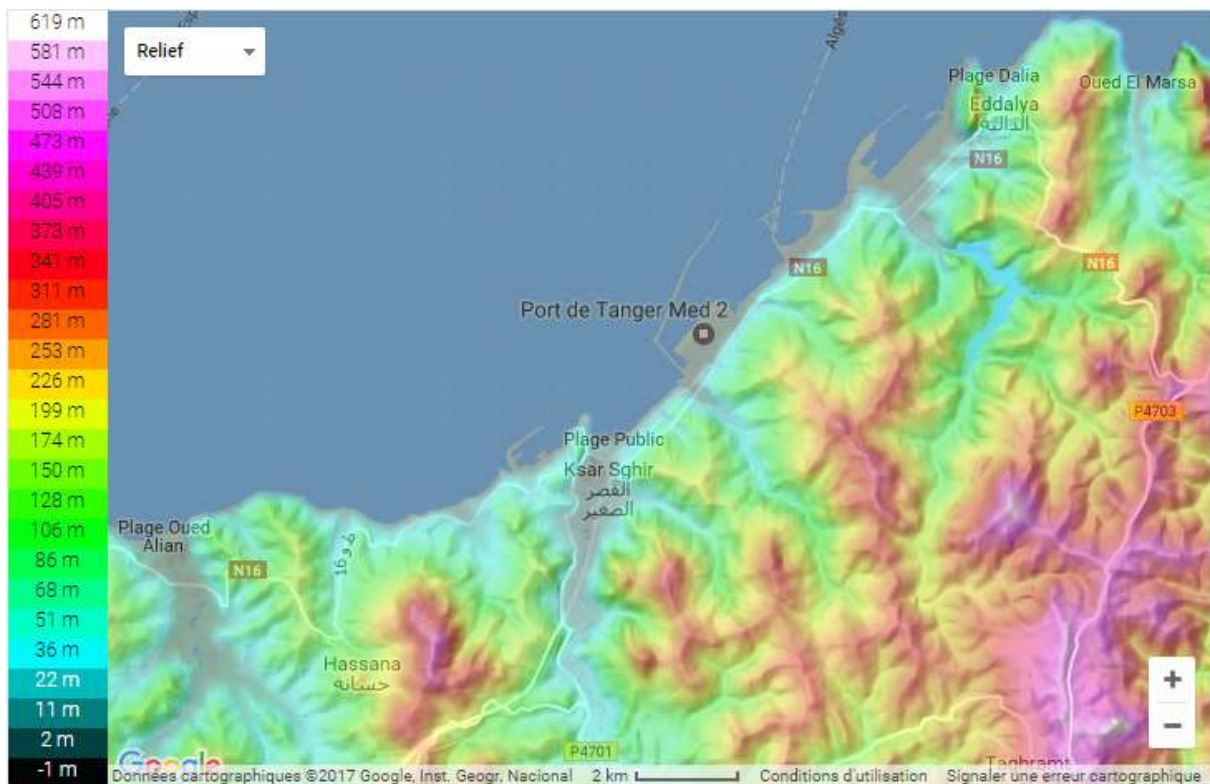 619 m
581 m
544 m
508 m
473 m
439 m
405 m
373 m
341 m
311 m
281 m
253 m
226 m
199 m
174 m
150 m
128 m
106 m
86 m
68 m
51 m
36 m
22 m
11 m
2 m
-1 m
Relief
Algés
Plage Dalia
Oued El Marsa
Eddalya
الدالية
N16
N16
N16
Port de Tanger Med 2
P4703
Plage Public
Ksar Sghir
القصر
الصغير
Plage Oued
Alian
N16
Hassana
حسانة
P4701
Taghramt
+
−
Google
Données cartographiques ©2017 Google, Inst. Geogr. Nacional
2 km
Conditions d'utilisation
Signaler une erreur cartographique